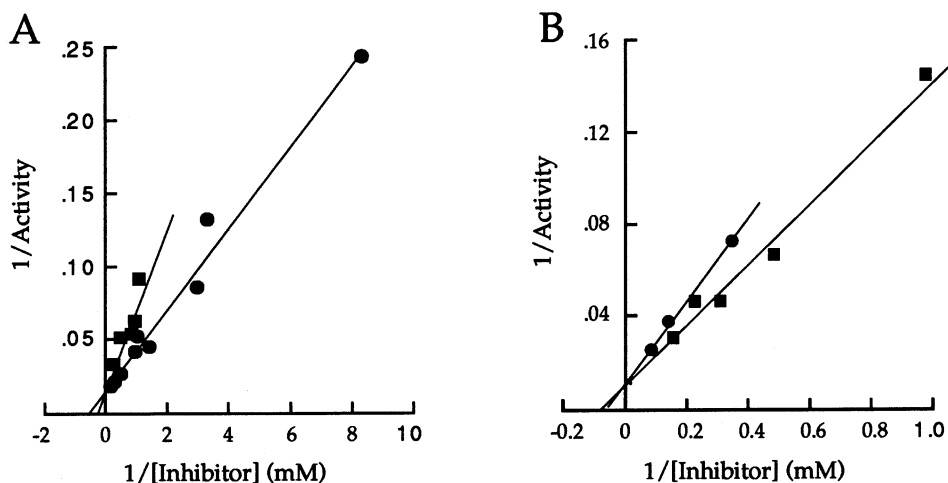 A
.25
.20
.15
.10
.05
1/Activity
-2 0 2 4 6 8 10
1/[Inhibitor] (mM)
B
.16
.12
.08
.04
1/Activity
-0.2 0 0.2 0.4 0.6 0.8 1.0
1/[Inhibitor] (mM)